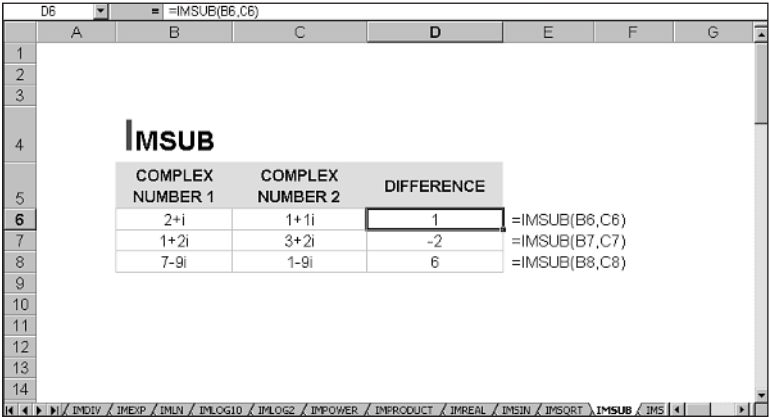 D6 = =IMSUB(B6,C6)
A B C D E F G
1
2
3
4 IMSUB
5 COMPLEX NUMBER 1 COMPLEX NUMBER 2 DIFFERENCE
6 2+i 1+1i 1 =IMSUB(B6,C6)
7 1+2i 3+2i -2 =IMSUB(B7,C7)
8 7-9i 1-9i 6 =IMSUB(B8,C8)
9
10
11
12
13
14
IMDIV IMEXP IMLN IMLOG10 IMLOG2 IMPOWER IMPRODUCT IMREAL IMSIN IMSQRT IMSUB IMS